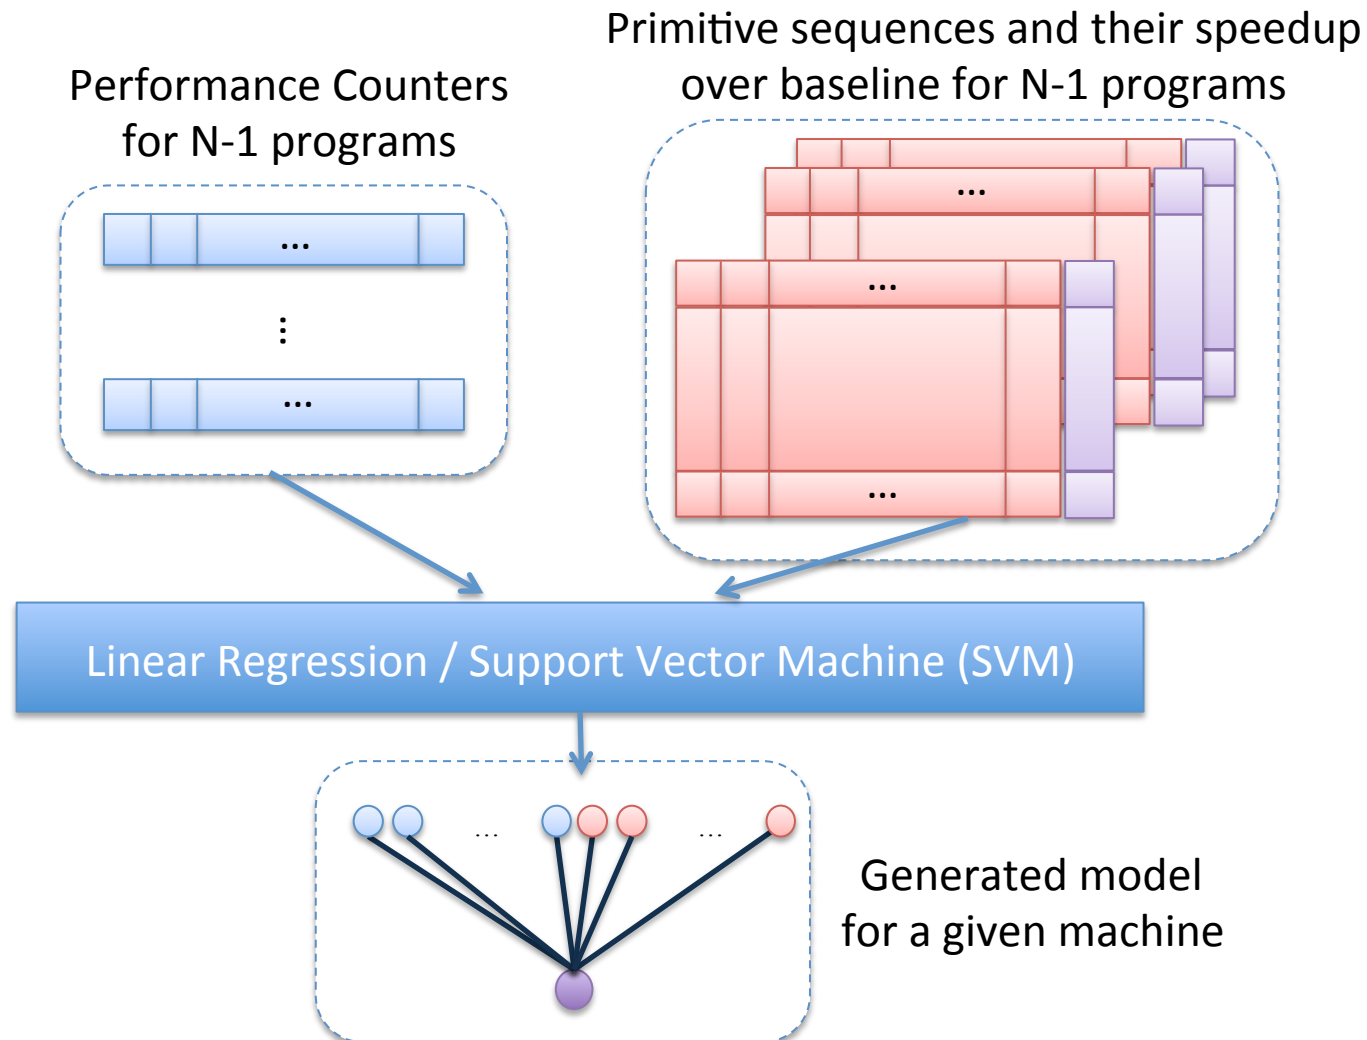 Primitive sequences and their speedup
over baseline for N-1 programs
Performance Counters
for N-1 programs
...
...
...
...
...
...
Linear Regression / Support Vector Machine (SVM)
...
...
Generated model
for a given machine